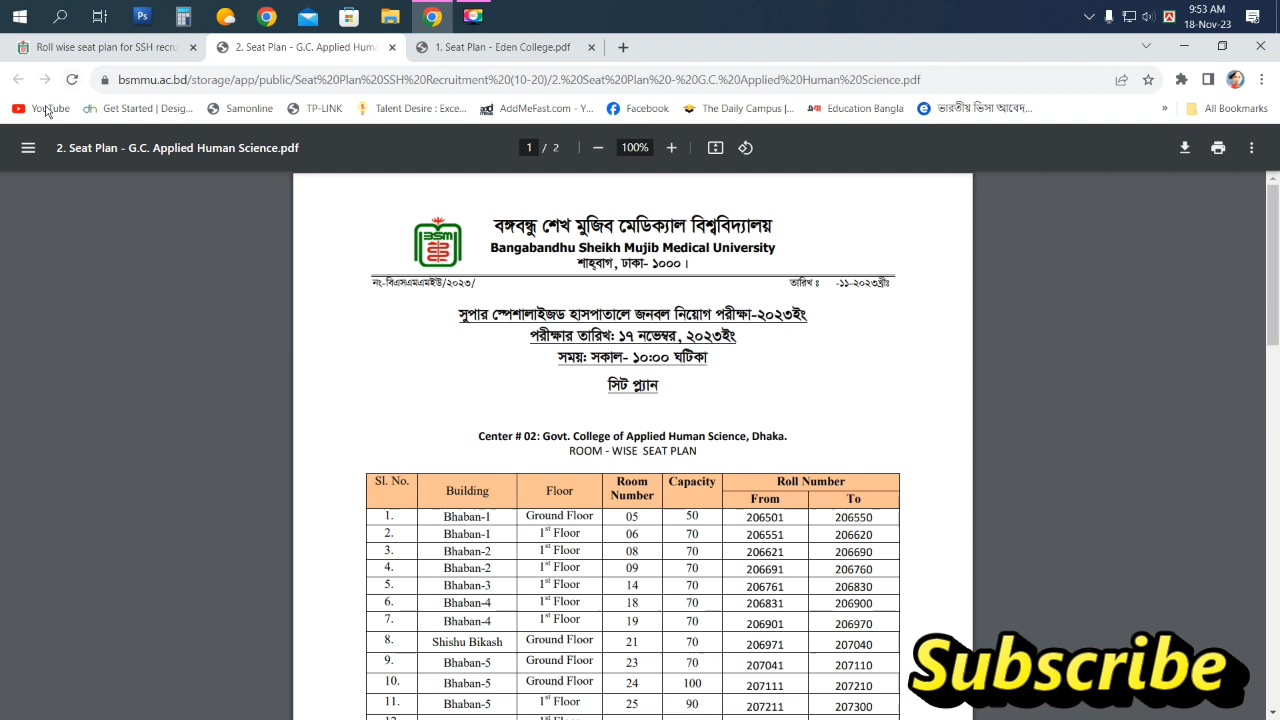 9:53 AM
18-Nov-23
Roll wise seat plan for SSH recru
2. Seat Plan - G.C. Applied Huma
1. Seat Plan - Eden College.pdf
bsmmu.ac.bd/storage/app/public/Seat%20Plan%20SSH%20Recruitment%20(10-20)/2.%20Seat%20Plan%20-%20G.C.%20Applied%20Human%20Science.pdf
YouTube Get Started | Desig... Samonline TP-LINK Talent Desire : Exce... AddMeFast.com - Y... Facebook The Daily Campus |... Education Bangla ভারতীয় ভিসা আবেদ... » All Bookmarks
2. Seat Plan - G.C. Applied Human Science.pdf 1 / 2 100%
বঙ্গবন্ধু শেখ মুজিব মেডিক্যাল বিশ্ববিদ্যালয়
Bangabandhu Sheikh Mujib Medical University
শাহ্‌বাগ, ঢাকা- ১০০০।
নং-বিএসএমএমইউ/২০২৩/ তারিখ ঃ -১১-২০২৩খ্রীঃ
সুপার স্পেশালাইজড হাসপাতালে জনবল নিয়োগ পরীক্ষা-২০২৩ইং
পরীক্ষার তারিখ: ১৭ নভেম্বর, ২০২৩ইং
সময়: সকাল- ১০:০০ ঘটিকা
সিট প্ল্যান
Center # 02: Govt. College of Applied Human Science, Dhaka.
ROOM - WISE SEAT PLAN
Sl. No. Building Floor Room Number Capacity Roll Number
From To
1. Bhaban-1 Ground Floor 05 50 206501 206550
2. Bhaban-1 1st Floor 06 70 206551 206620
3. Bhaban-2 1st Floor 08 70 206621 206690
4. Bhaban-2 1st Floor 09 70 206691 206760
5. Bhaban-3 1st Floor 14 70 206761 206830
6. Bhaban-4 1st Floor 18 70 206831 206900
7. Bhaban-4 1st Floor 19 70 206901 206970
8. Shishu Bikash Ground Floor 21 70 206971 207040
9. Bhaban-5 Ground Floor 23 70 207041 207110
10. Bhaban-5 Ground Floor 24 100 207111 207210
11. Bhaban-5 1st Floor 25 90 207211 207300
Subscribe